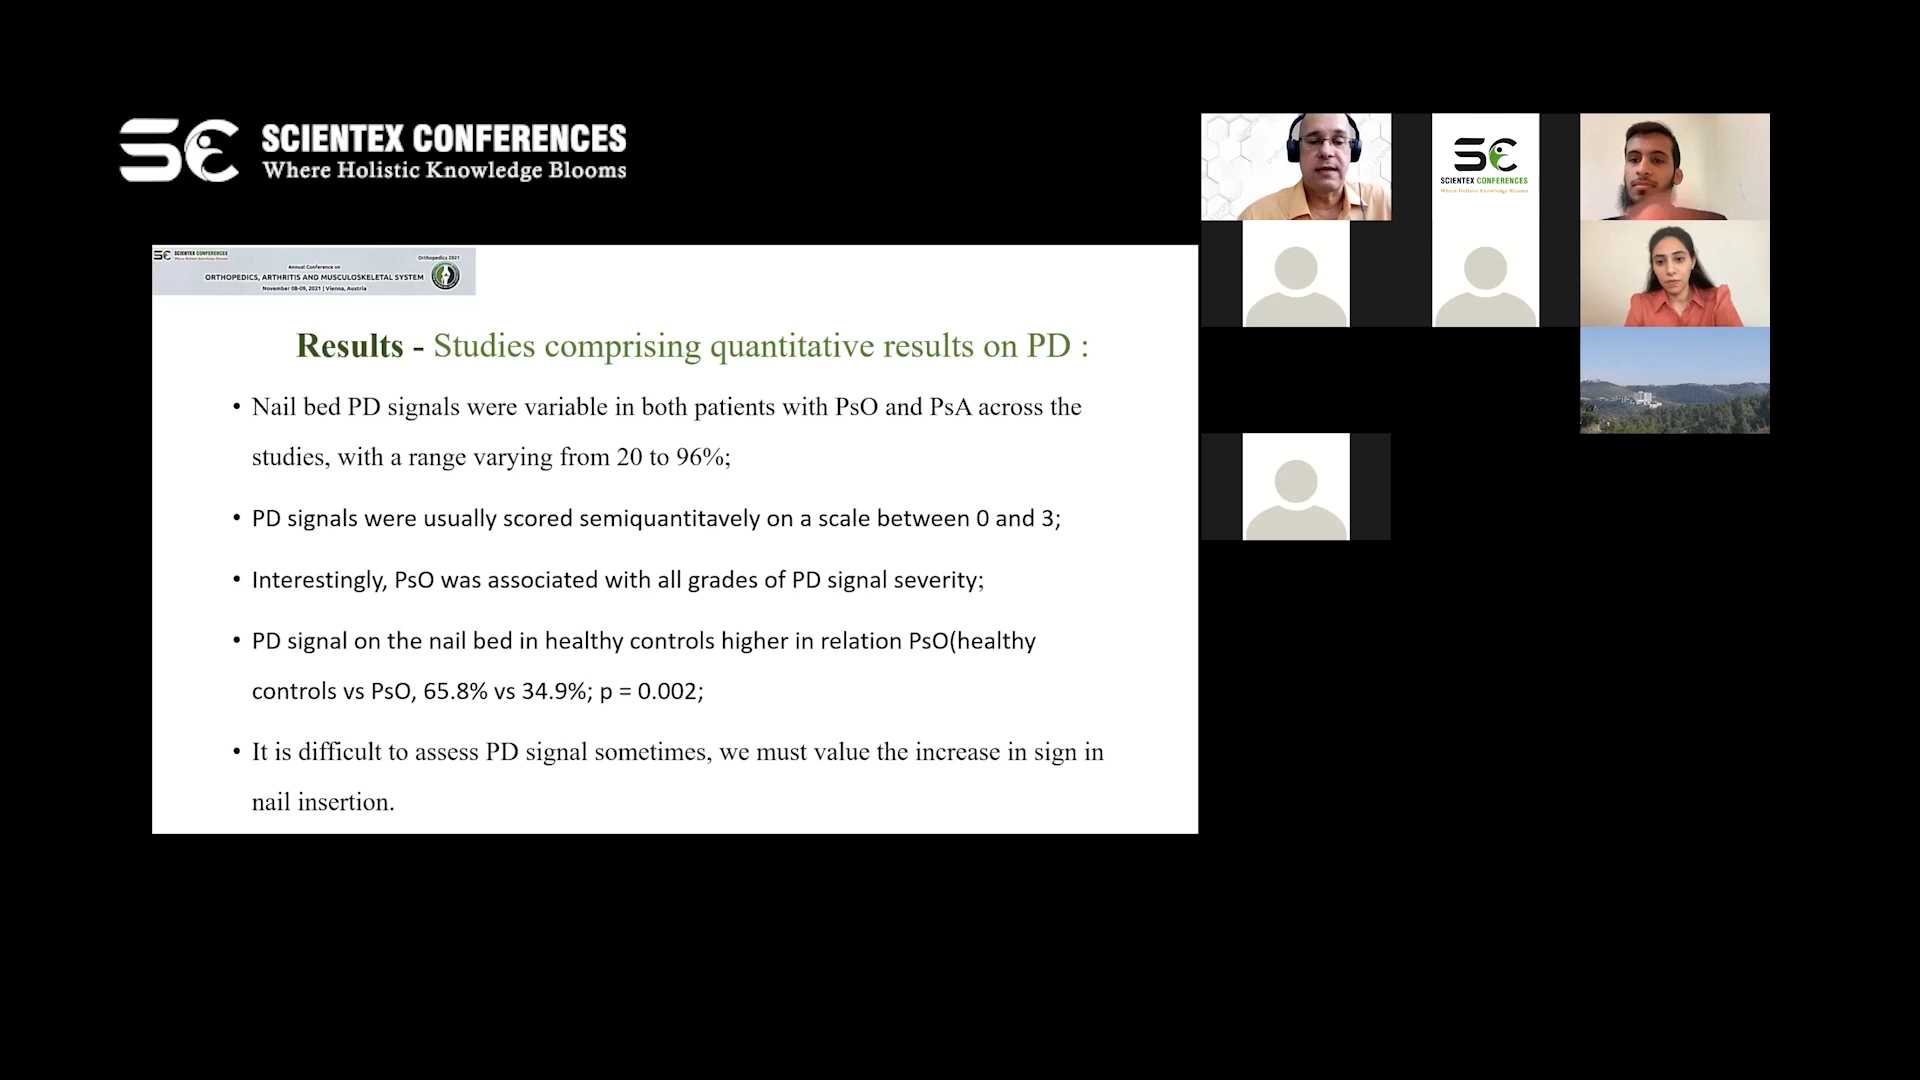 SCIENTEX CONFERENCES
Where Holistic Knowledge Blooms
SCIENTEX CONFERENCES
Where Holistic Knowledge Blooms
SCIENTEX CONFERENCES
Where Holistic Knowledge Blooms
Orthopedics 2021
Annual Conference on
ORTHOPEDICS, ARTHRITIS AND MUSCULOSKELETAL SYSTEM
November 08-09, 2021 | Vienna, Austria
Results - Studies comprising quantitative results on PD :
• Nail bed PD signals were variable in both patients with PsO and PsA across the
studies, with a range varying from 20 to 96%;
• PD signals were usually scored semiquantitavely on a scale between 0 and 3;
• Interestingly, PsO was associated with all grades of PD signal severity;
• PD signal on the nail bed in healthy controls higher in relation PsO(healthy
controls vs PsO, 65.8% vs 34.9%; p = 0.002;
• It is difficult to assess PD signal sometimes, we must value the increase in sign in
nail insertion.